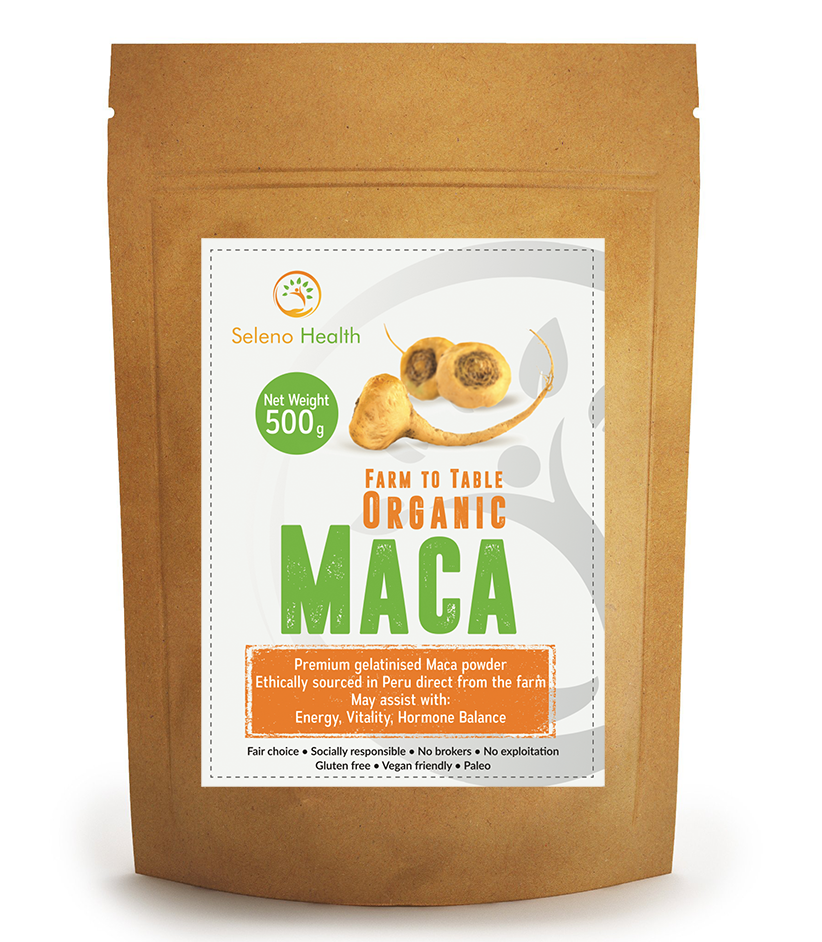 Seleno Health
Net Weight
500g
Farm to Table
Organic
Maca
Premium gelatinised Maca powder
Ethically sourced in Peru direct from the farm
May assist with:
Energy, Vitality, Hormone Balance
Fair choice • Socially responsible • No brokers • No exploitation
Gluten free • Vegan friendly • Paleo